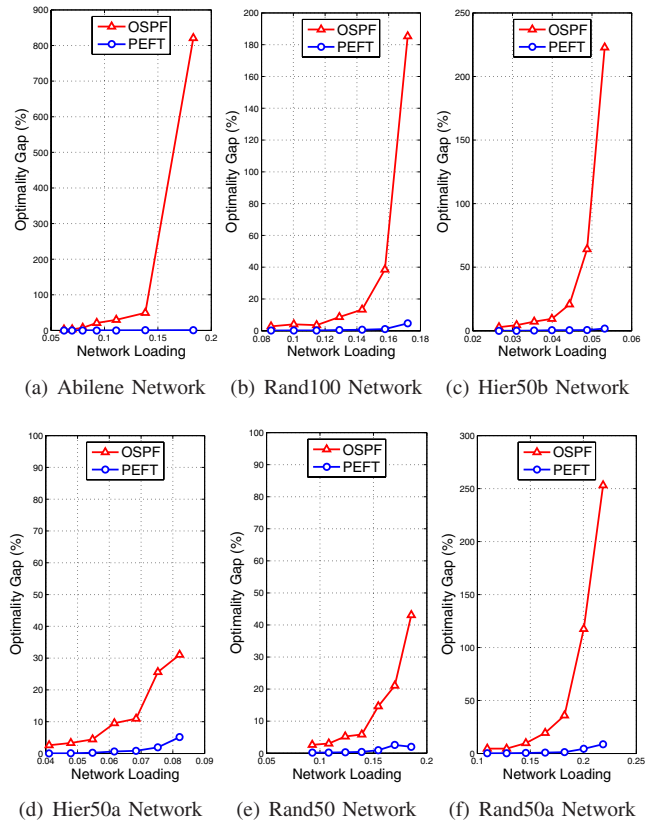 900
800
700
600
500
400
300
200
100
0
0.05 0.1 0.15 0.2
Optimality Gap (%)
Network Loading
OSPF
PEFT
(a) Abilene Network
200
180
160
140
120
100
80
60
40
20
0
0.08 0.1 0.12 0.14 0.16 0.18
Optimality Gap (%)
Network Loading
OSPF
PEFT
(b) Rand100 Network
250
200
150
100
50
0
0.02 0.03 0.04 0.05 0.06
Optimality Gap (%)
Network Loading
OSPF
PEFT
(c) Hier50b Network
100
90
80
70
60
50
40
30
20
10
0
0.04 0.05 0.06 0.07 0.08 0.09
Optimality Gap (%)
Network Loading
OSPF
PEFT
(d) Hier50a Network
100
90
80
70
60
50
40
30
20
10
0
0.05 0.1 0.15 0.2
Optimality Gap (%)
Network Loading
OSPF
PEFT
(e) Rand50 Network
300
250
200
150
100
50
0
0.1 0.15 0.2 0.25
Optimality Gap (%)
Network Loading
OSPF
PEFT
(f) Rand50a Network